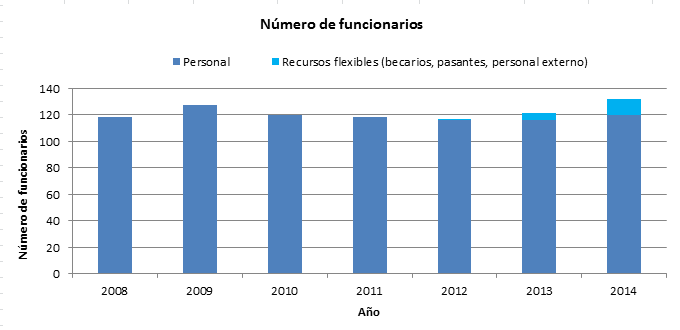 Número de funcionarios
Personal
Recursos flexibles (becarios, pasantes, personal externo)
140
120
100
80
60
40
20
0
Número de funcionarios
2008 2009 2010 2011 2012 2013 2014
Año